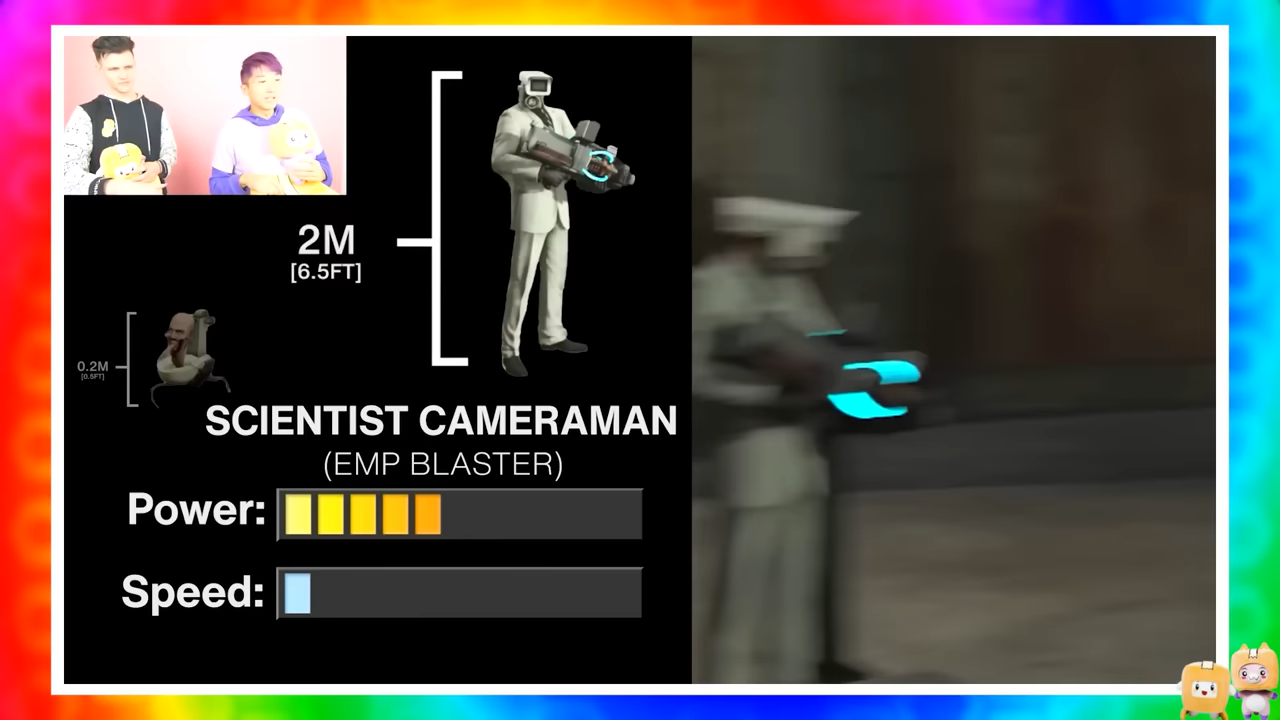 2M
[6.5FT]
0.2M
[0.5FT]
SCIENTIST CAMERAMAN
(EMP BLASTER)
Power:
Speed: